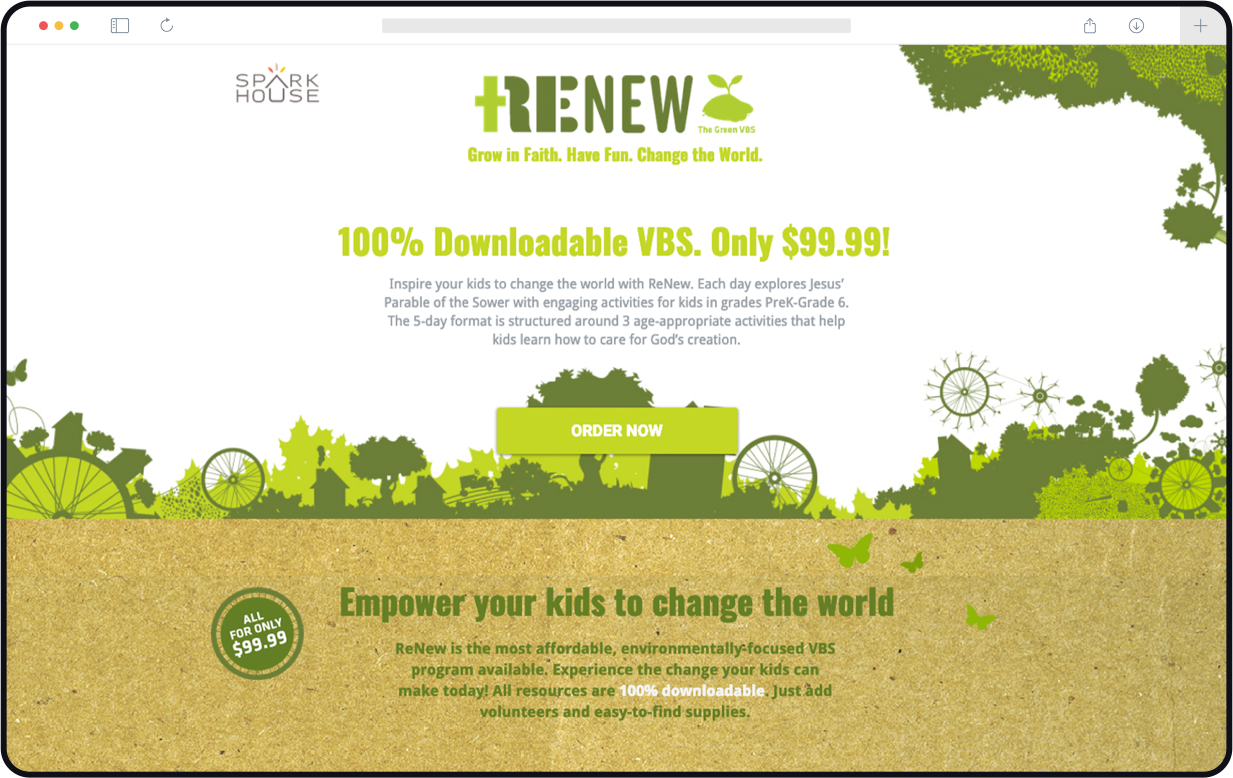 SPARK
HOUSE
RENEW
The Green VBS
Grow in Faith. Have Fun. Change the World.
100% Downloadable VBS. Only $99.99!
Inspire your kids to change the world with ReNew. Each day explores Jesus’
Parable of the Sower with engaging activities for kids in grades PreK-Grade 6.
The 5-day format is structured around 3 age-appropriate activities that help
kids learn how to care for God’s creation.
ORDER NOW
Empower your kids to change the world
ALL
FOR ONLY
$99.99
ReNew is the most affordable, environmentally-focused VBS
program available. Experience the change your kids can
make today! All resources are 100% downloadable. Just add
volunteers and easy-to-find supplies.